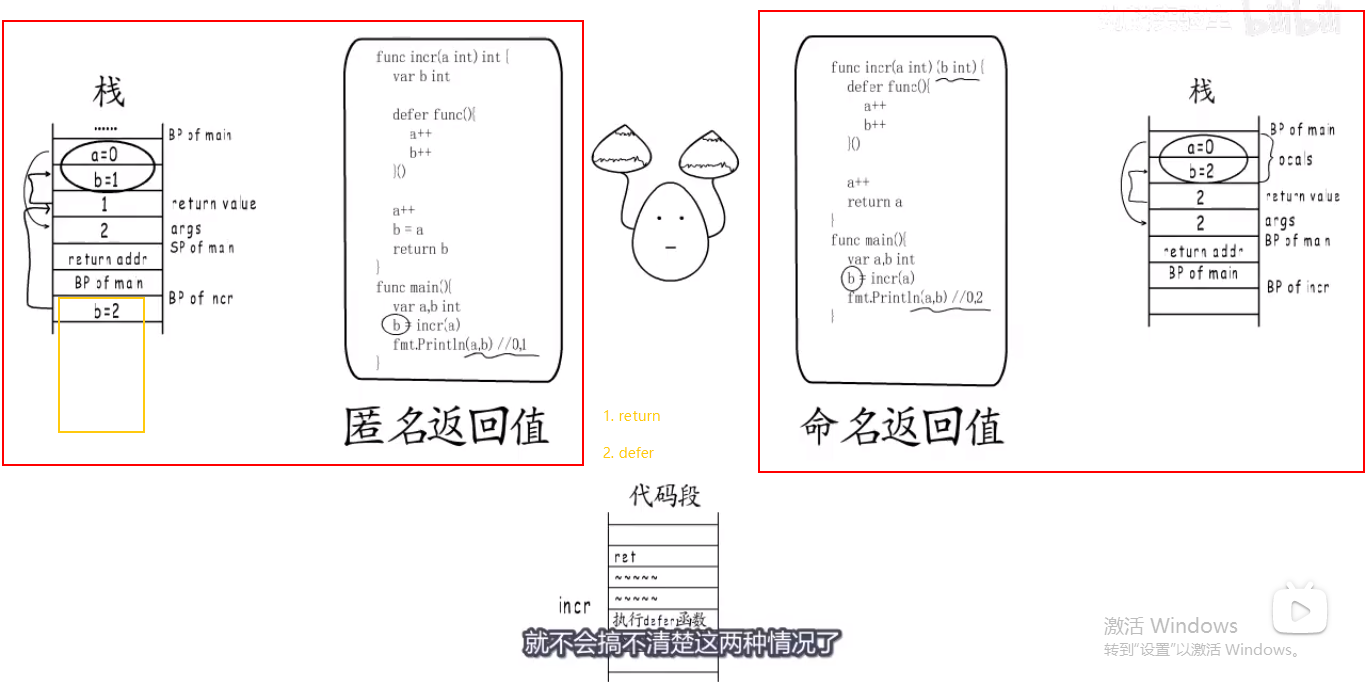 栈
......
BP of main
a=0
b=1
1
return value
2
args
SP of man
return addr
BP of man
BP of incr
b=2
func incr(a int) int {
var b int
defer func(){
a++
b++
}()
a++
b = a
return b
}
func main(){
var a,b int
b = incr(a)
fmt.Println(a,b) //0,1
}
匿名返回值
1. return
2. defer
func incr(a int) (b int) {
defer func(){
a++
b++
}()
a++
return a
}
func main(){
var a,b int
b = incr(a)
fmt.Println(a,b) //0,2
}
命名返回值
栈
BP of main
a=0
ocals
b=2
2
return value
2
args
BP of man
return addr
BP of main
BP of incr
代码段
ret
~~~~~
~~~~~
incr
执行defer函数
就不会搞不清楚这两种情况了
bilibili
激活 Windows
转到"设置"以激活 Windows。